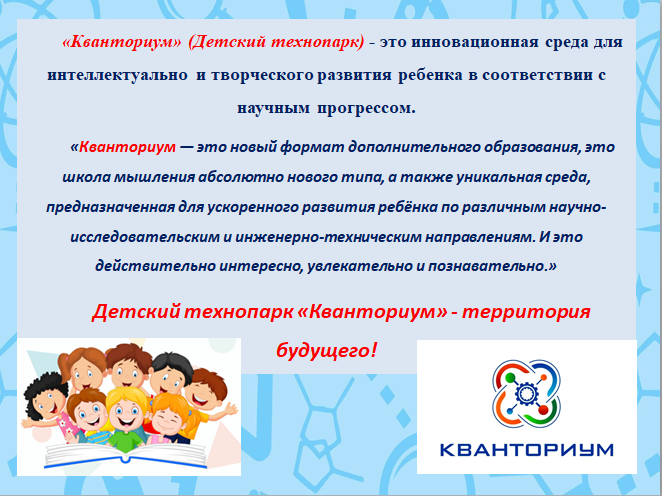 «Кванториум» (Детский технопарк) - это инновационная среда для
интеллектуально и творческого развития ребенка в соответствии с
научным прогрессом.
«Кванториум — это новый формат дополнительного образования, это
школа мышления абсолютно нового типа, а также уникальная среда,
предназначенная для ускоренного развития ребёнка по различным научно-
исследовательским и инженерно-техническим направлениям. И это
действительно интересно, увлекательно и познавательно.»
Детский технопарк «Кванториум» - территория
будущего!
КВАНТОРИУМ